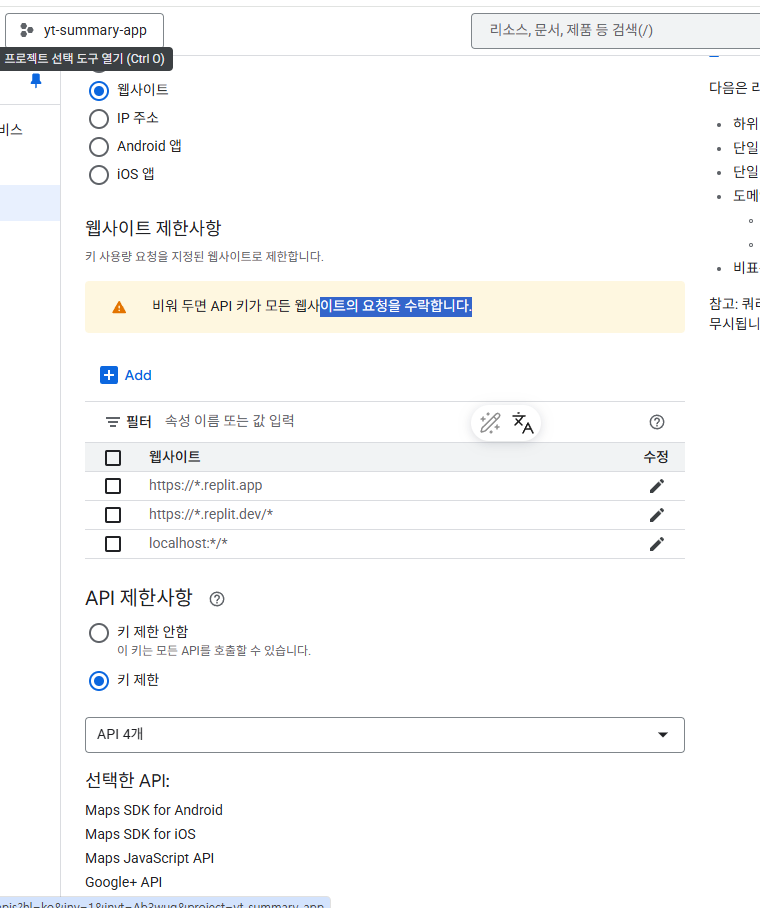 yt-summary-app
리소스, 문서, 제품 등 검색(/)
프로젝트 선택 도구 열기 (Ctrl O)
비스
웹사이트
IP 주소
Android 앱
iOS 앱
웹사이트 제한사항
키 사용량 요청을 지정된 웹사이트로 제한합니다.
비워 두면 API 키가 모든 웹사이트의 요청을 수락합니다.
Add
필터 속성 이름 또는 값 입력
웹사이트 수정
https://*.replit.app
https://*.replit.dev/*
localhost:*/*
API 제한사항
키 제한 안함
이 키는 모든 API를 호출할 수 있습니다.
키 제한
API 4개
선택한 API:
Maps SDK for Android
Maps SDK for iOS
Maps JavaScript API
Google+ API
다음은
하위
단일
단일
비표
참고:
무시됩니